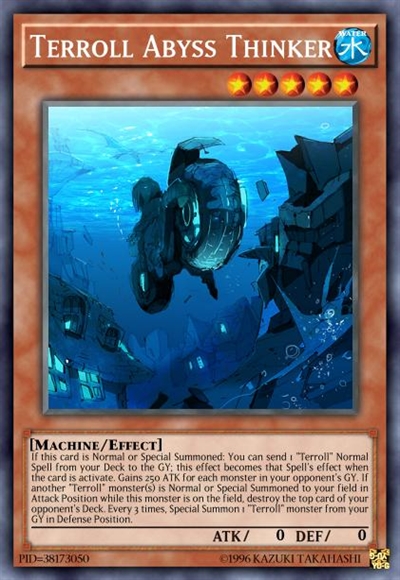 TERROLL ABYSS THINKER
WATER
水
[MACHINE/EFFECT]
If this card is Normal or Special Summoned: You can send 1 "Terroll" Normal
Spell from your Deck to the GY; this effect becomes that Spell's effect when
the card is activate. Gains 250 ATK for each monster in your opponent's GY. If
another "Terroll" monster(s) is Normal or Special Summoned to your field in
Attack Position while this monster is on the field, destroy the top card of your
opponent's Deck. Every 3 times, Special Summon 1 "Terroll" monster from your
GY in Defense Position.
ATK/ 0 DEF/ 0
PID=38173050 ©1996 KAZUKI TAKAHASHI